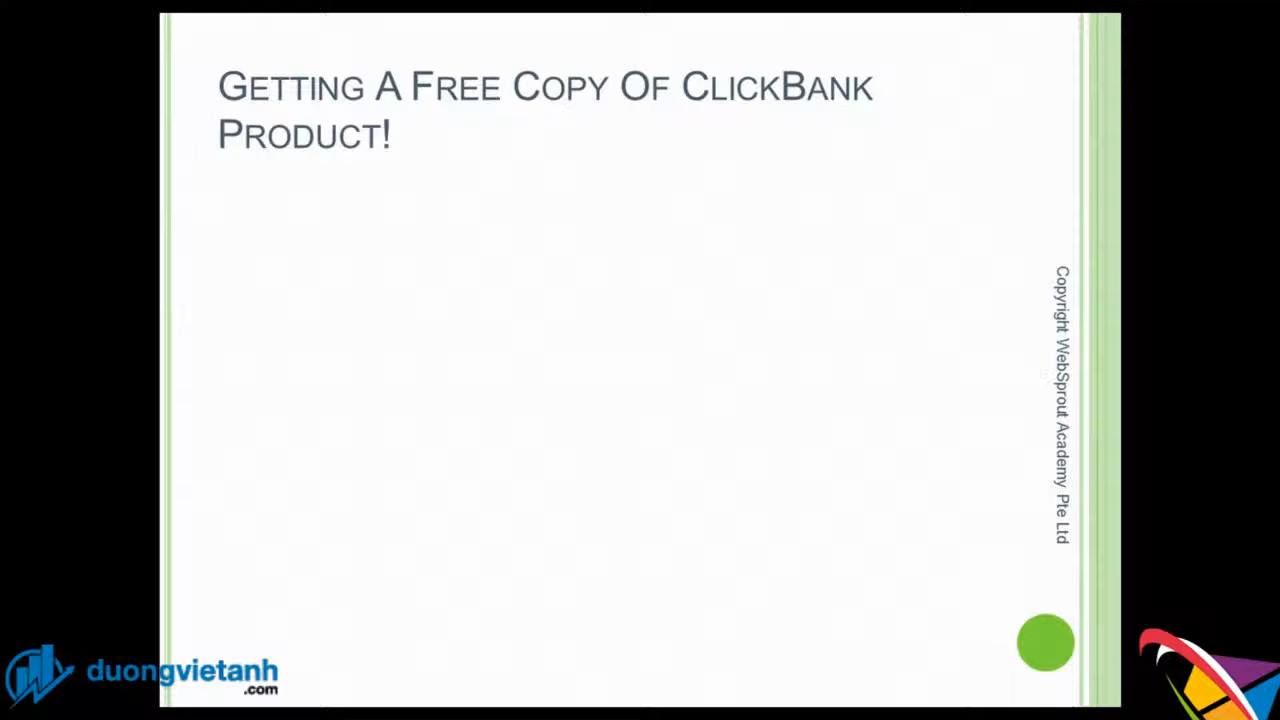 GETTING A FREE COPY OF CLICKBANK
PRODUCT!
Copyright WebSprout Academy Pte Ltd
duongvietanh
.com